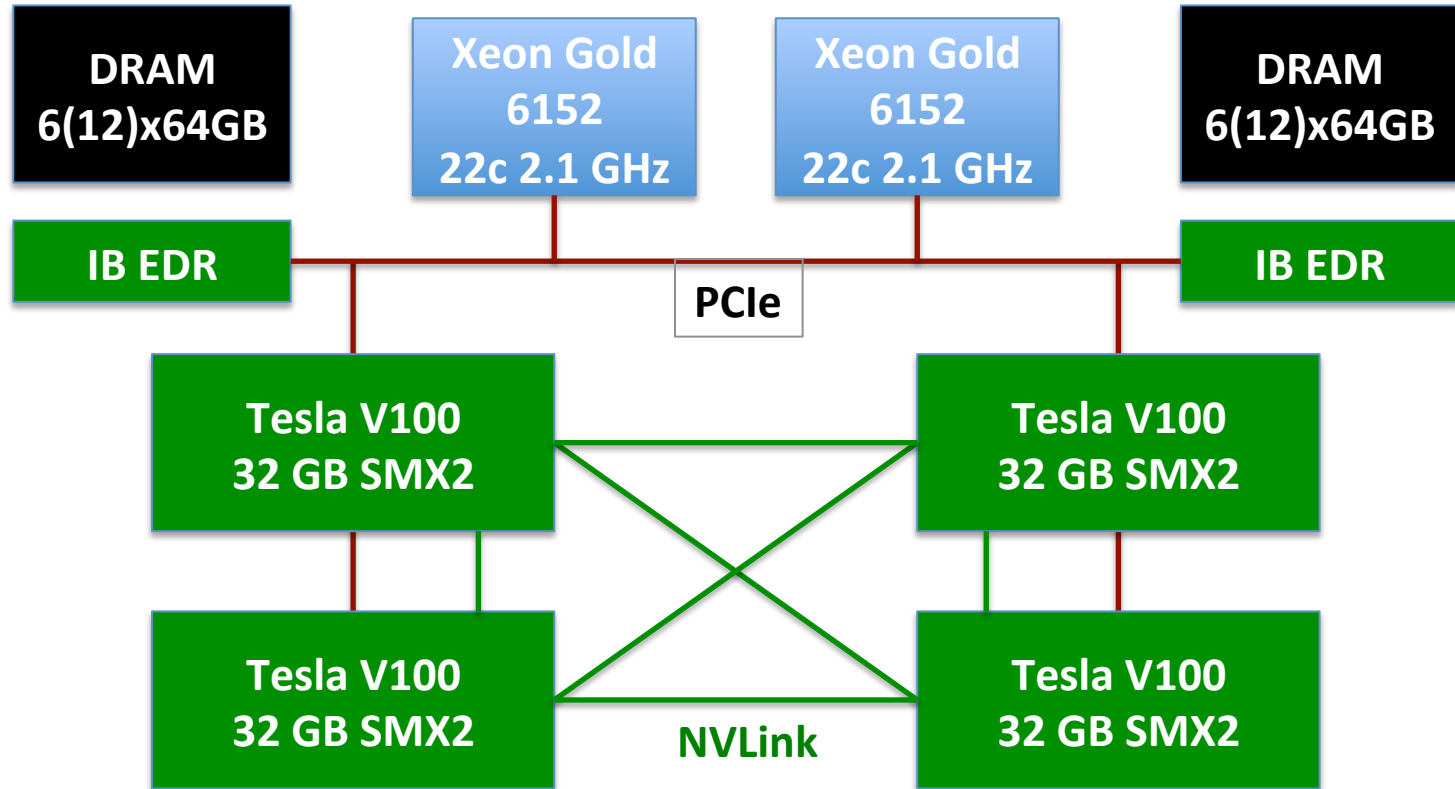 DRAM
6(12)x64GB
Xeon Gold
6152
22c 2.1 GHz
Xeon Gold
6152
22c 2.1 GHz
DRAM
6(12)x64GB
IB EDR
PCIe
IB EDR
Tesla V100
32 GB SMX2
Tesla V100
32 GB SMX2
Tesla V100
32 GB SMX2
NVLink
Tesla V100
32 GB SMX2